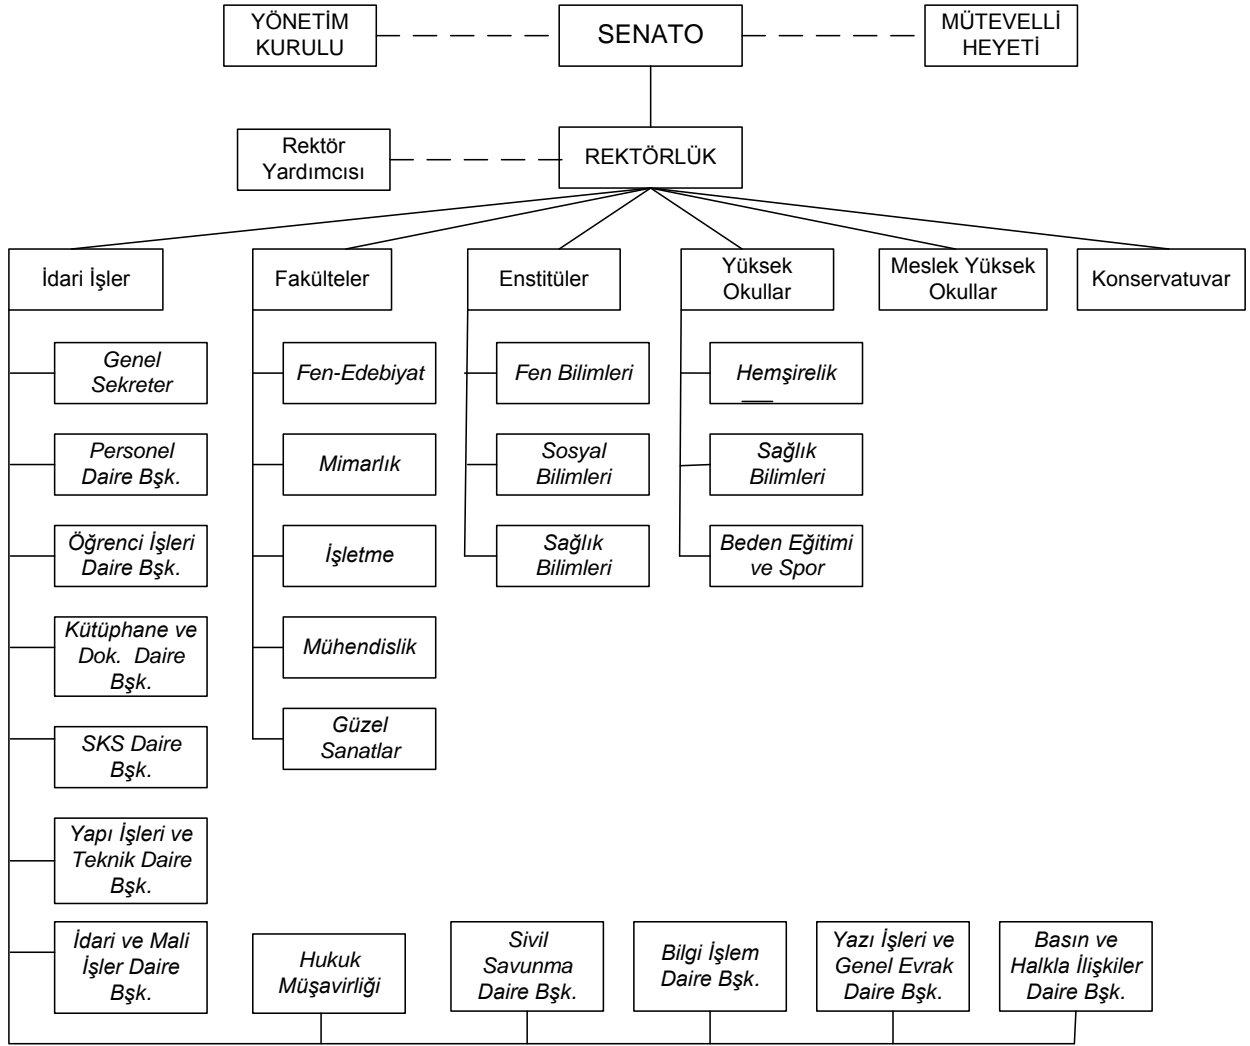 YÖNETİM
KURULU
SENATO
MÜTEVELLİ
HEYETİ
Rektör
Yardımcısı
REKTÖRLÜK
İdari İşler
Fakülteler
Enstitüler
Yüksek
Okullar
Meslek Yüksek
Okullar
Konservatuvar
Genel
Sekreter
Fen-Edebiyat
Fen Bilimleri
Hemşirelik
Personel
Daire Bşk.
Mimarlık
Sosyal
Bilimleri
Sağlık
Bilimleri
Öğrenci İşleri
Daire Bşk.
İşletme
Sağlık
Bilimleri
Beden Eğitimi
ve Spor
Kütüphane ve
Dok. Daire
Bşk.
Mühendislik
SKS Daire
Bşk.
Güzel
Sanatlar
Yapı İşleri ve
Teknik Daire
Bşk.
İdari ve Mali
İşler Daire
Bşk.
Hukuk
Müşavirliği
Sivil
Savunma
Daire Bşk.
Bilgi İşlem
Daire Bşk.
Yazı İşleri ve
Genel Evrak
Daire Bşk.
Basın ve
Halkla İlişkiler
Daire Bşk.